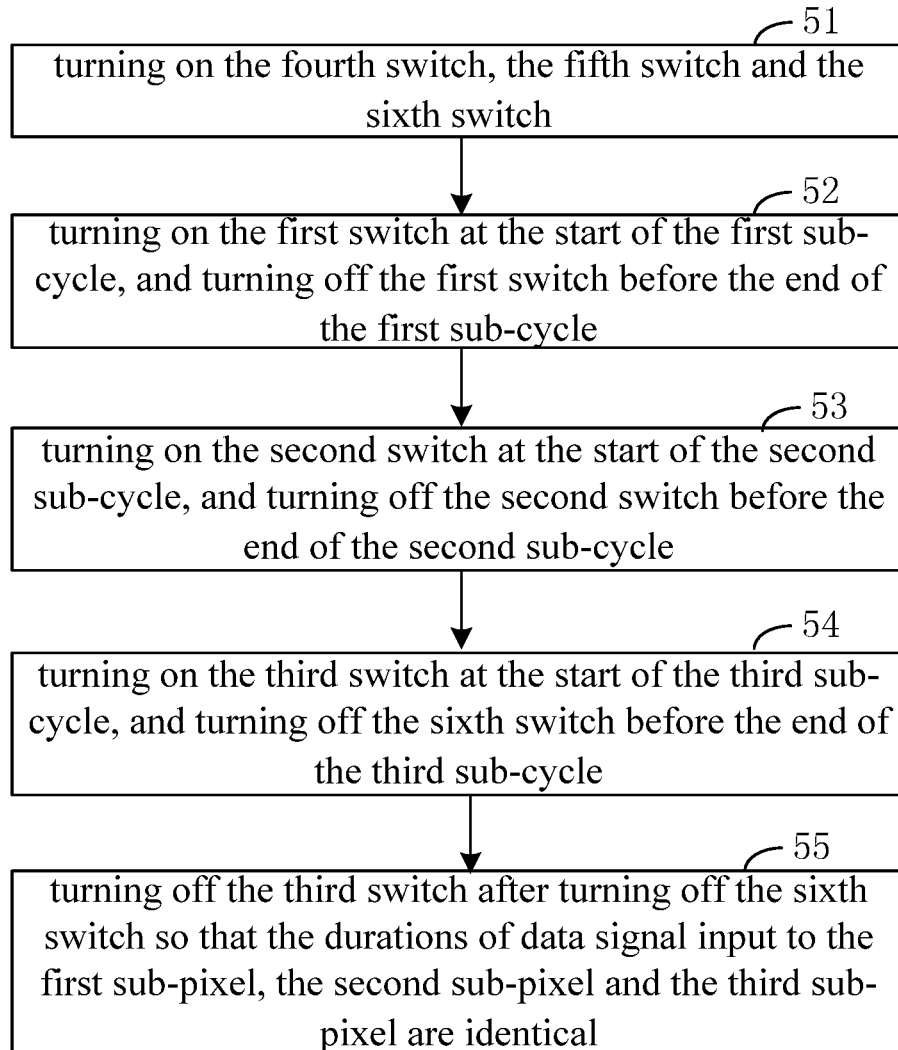 51
turning on the fourth switch, the fifth switch and the
sixth switch
52
turning on the first switch at the start of the first sub-
cycle, and turning off the first switch before the end of
the first sub-cycle
53
turning on the second switch at the start of the second
sub-cycle, and turning off the second switch before the
end of the second sub-cycle
54
turning on the third switch at the start of the third sub-
cycle, and turning off the sixth switch before the end of
the third sub-cycle
55
turning off the third switch after turning off the sixth
switch so that the durations of data signal input to the
first sub-pixel, the second sub-pixel and the third sub-
pixel are identical